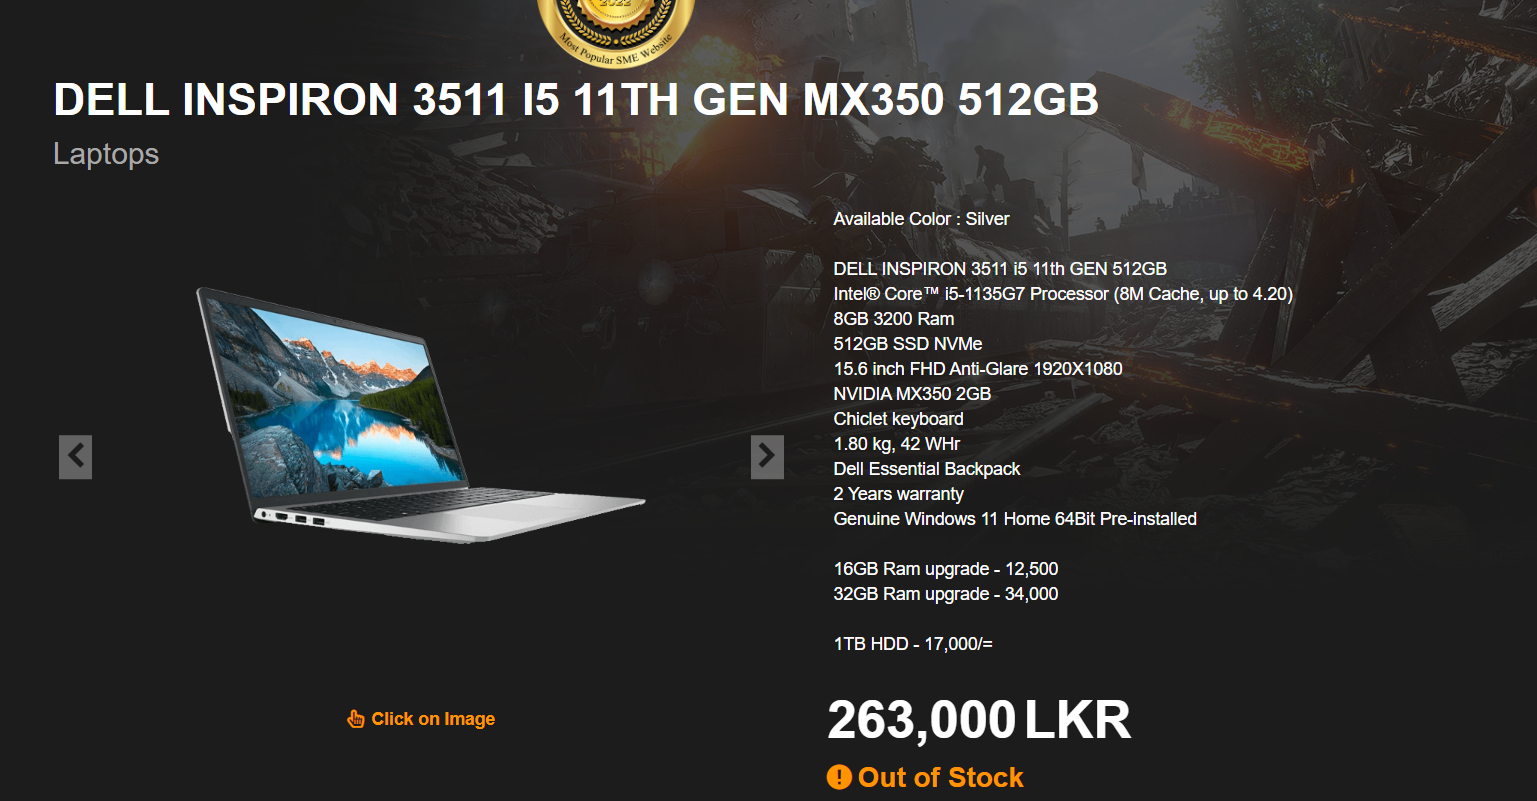 2022
Most Popular SME Website
DELL INSPIRON 3511 I5 11TH GEN MX350 512GB
Laptops
Available Color : Silver
DELL INSPIRON 3511 i5 11th GEN 512GB
Intel® Core™ i5-1135G7 Processor (8M Cache, up to 4.20)
8GB 3200 Ram
512GB SSD NVMe
15.6 inch FHD Anti-Glare 1920X1080
NVIDIA MX350 2GB
Chiclet keyboard
1.80 kg, 42 WHr
Dell Essential Backpack
2 Years warranty
Genuine Windows 11 Home 64Bit Pre-installed
16GB Ram upgrade - 12,500
32GB Ram upgrade - 34,000
1TB HDD - 17,000/=
Click on Image
263,000 LKR
Out of Stock